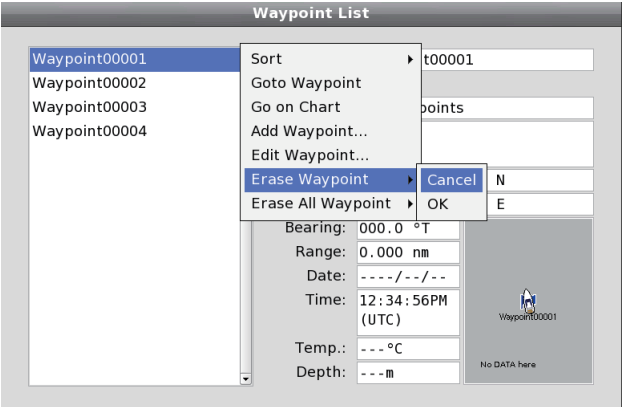 Waypoint List
Waypoint00001
Waypoint00002
Waypoint00003
Waypoint00004
Sort
Goto Waypoint
Go on Chart
Add Waypoint...
Edit Waypoint...
Erase Waypoint
Erase All Waypoint
Cancel
OK
t00001
points
N
E
Bearing: 000.0 °T
Range: 0.000 nm
Date: ----/--/--
Time: 12:34:56PM
(UTC)
Temp.: ---°C
Depth: ---m
Waypoint00001
No DATA here